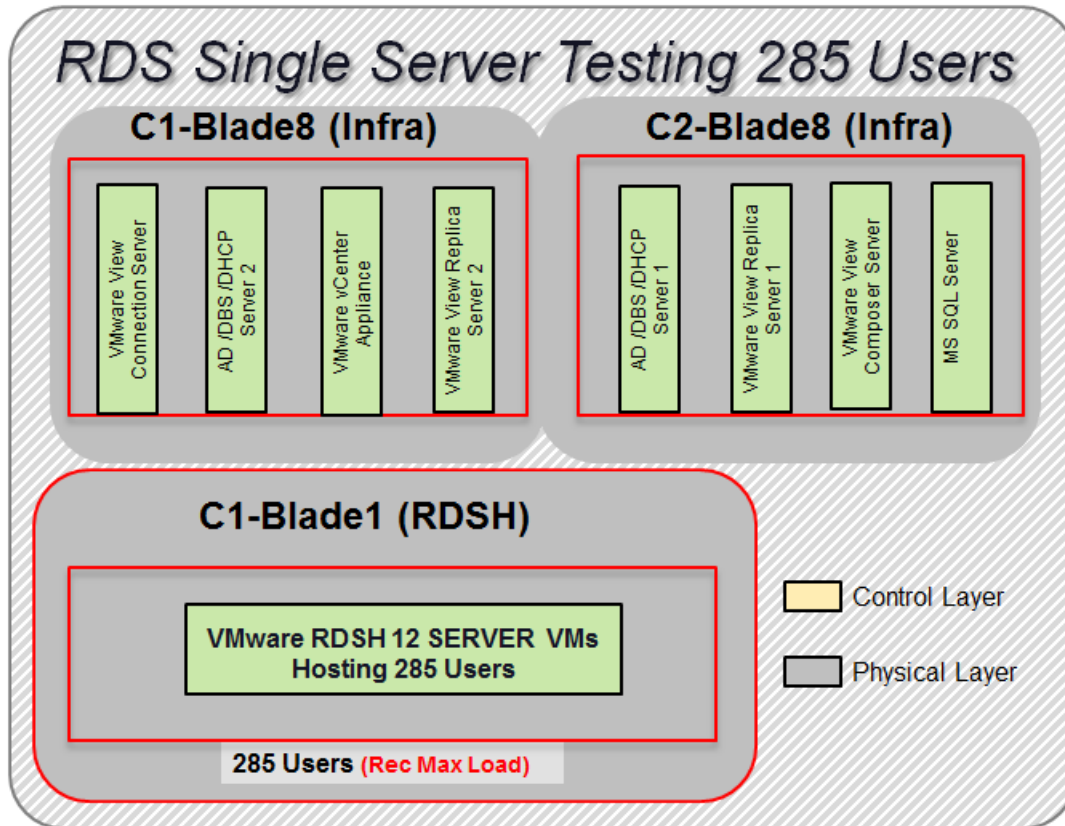 RDS Single Server Testing 285 Users
C1-Blade8 (Infra)
VMware View
Connection Server
AD /DBS /DHCP
Server 2
VMware vCenter
Appliance
VMware View Replica
Server 2
C2-Blade8 (Infra)
AD /DBS /DHCP
Server 1
VMware View Replica
Server 1
VMware View
Composer Server
MS SQL Server
C1-Blade1 (RDSH)
VMware RDSH 12 SERVER VMs
Hosting 285 Users
285 Users (Rec Max Load)
Control Layer
Physical Layer